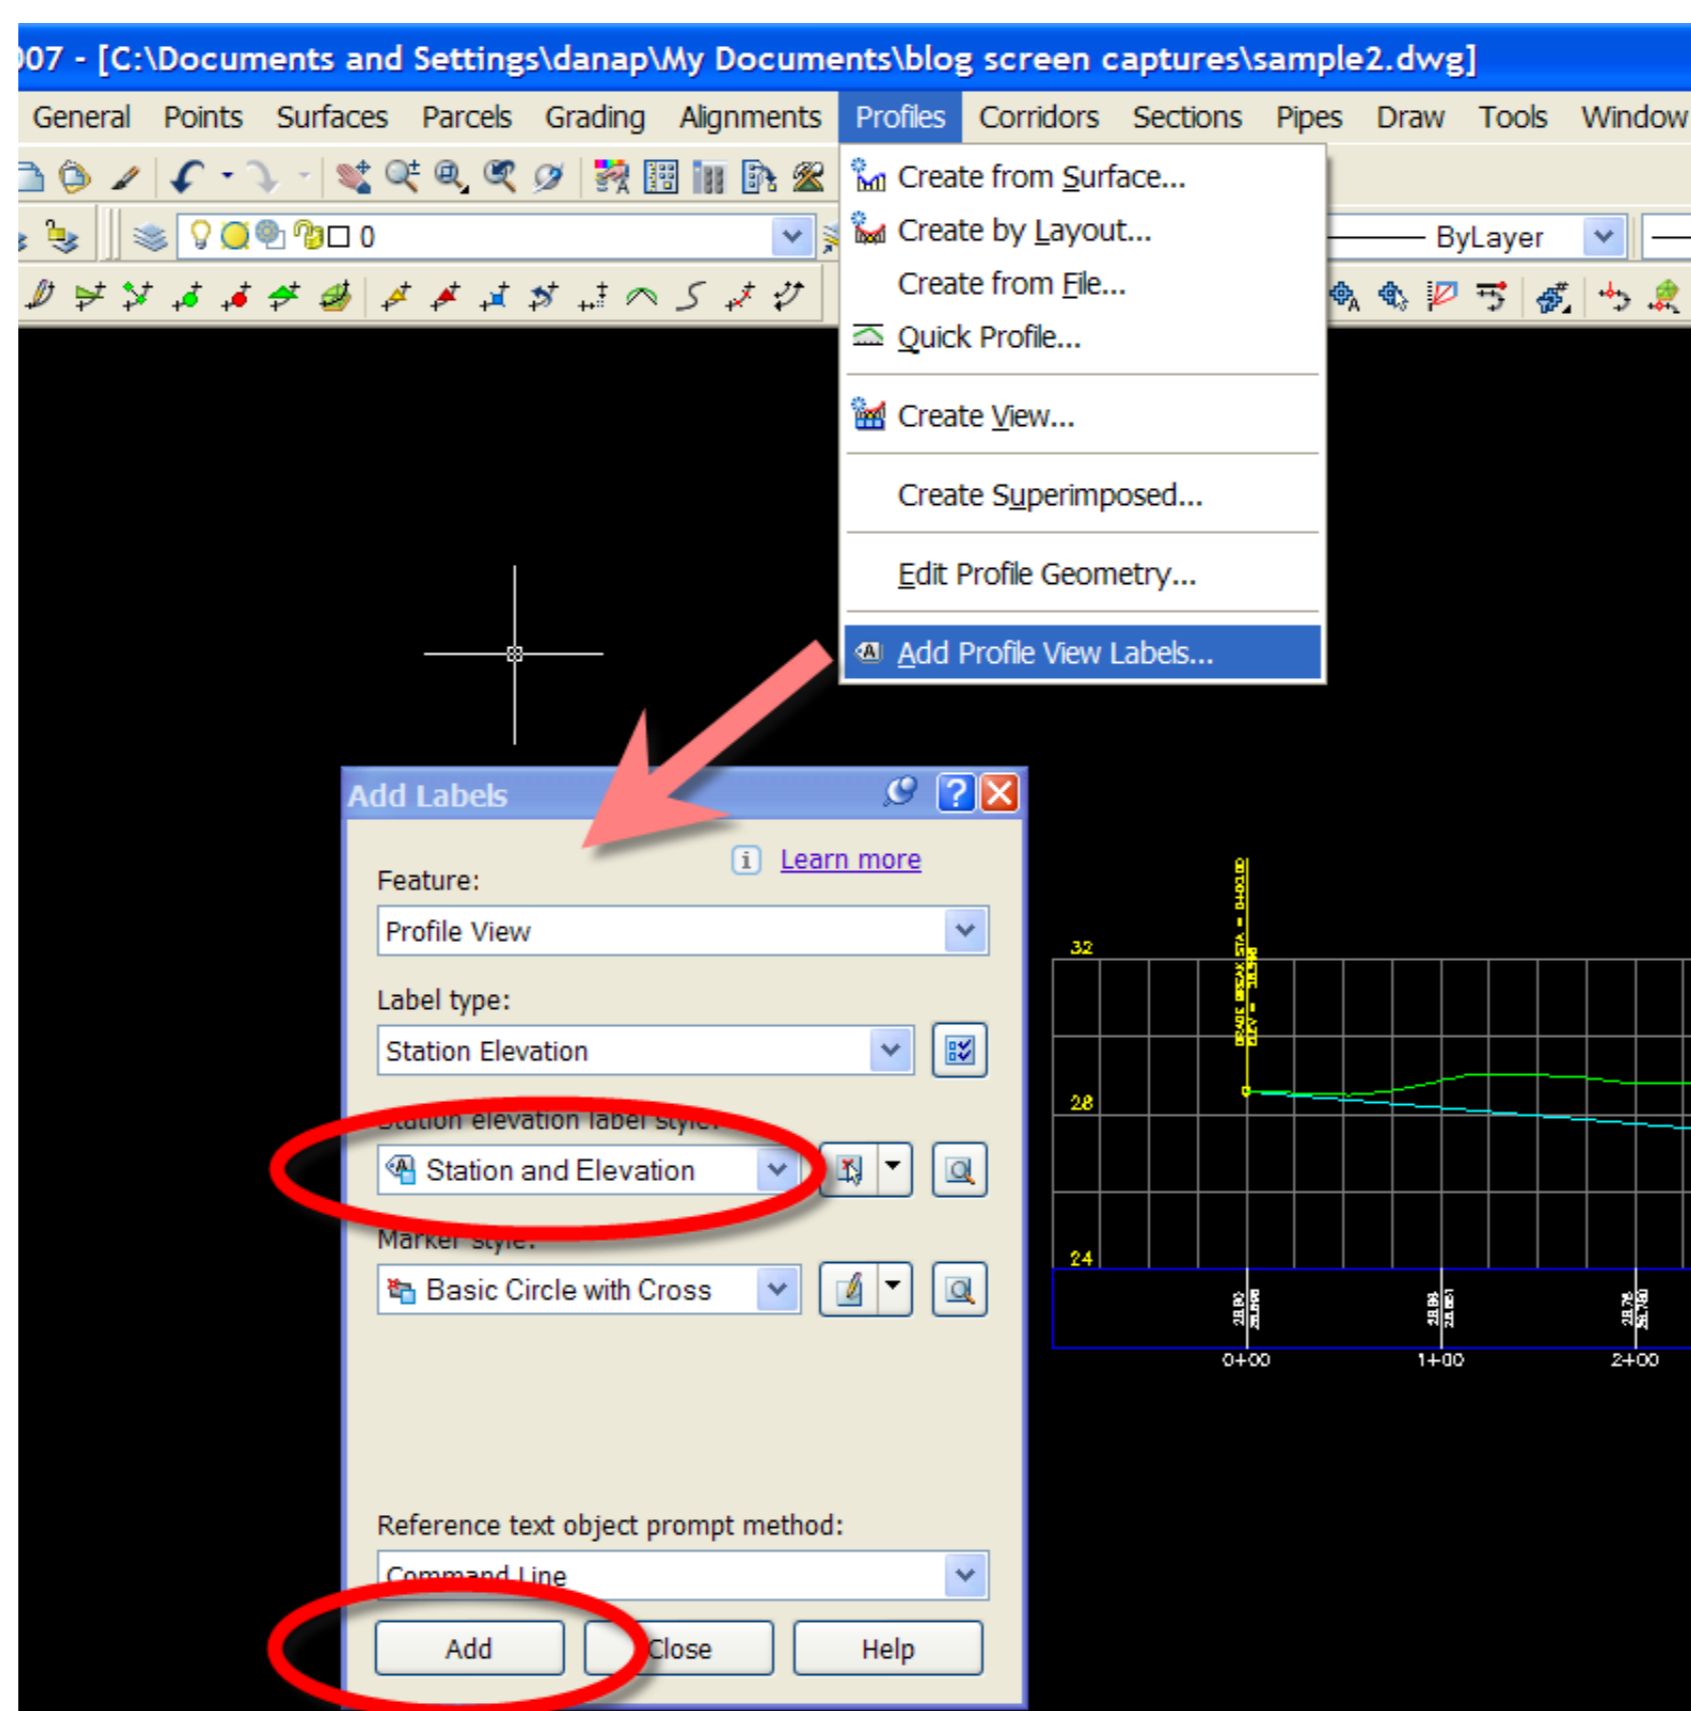 007 - [C:\Documents and Settings\danap\My Documents\blog screen captures\sample2.dwg]
General Points Surfaces Parcels Grading Alignments Profiles Corridors Sections Pipes Draw Tools Window
Create from Surface...
0
Create by Layout...
ByLayer
Create from File...
Quick Profile...
Create View...
Create Superimposed...
Edit Profile Geometry...
Add Profile View Labels...
Add Labels
Learn more
Feature:
Profile View
Label type:
Station Elevation
Station elevation label style:
Station and Elevation
Marker style:
Basic Circle with Cross
Reference text object prompt method:
Command Line
Add Close Help
GRADE BREAK STA =
ELEV =
32
28
24
0+00 1+00 2+00